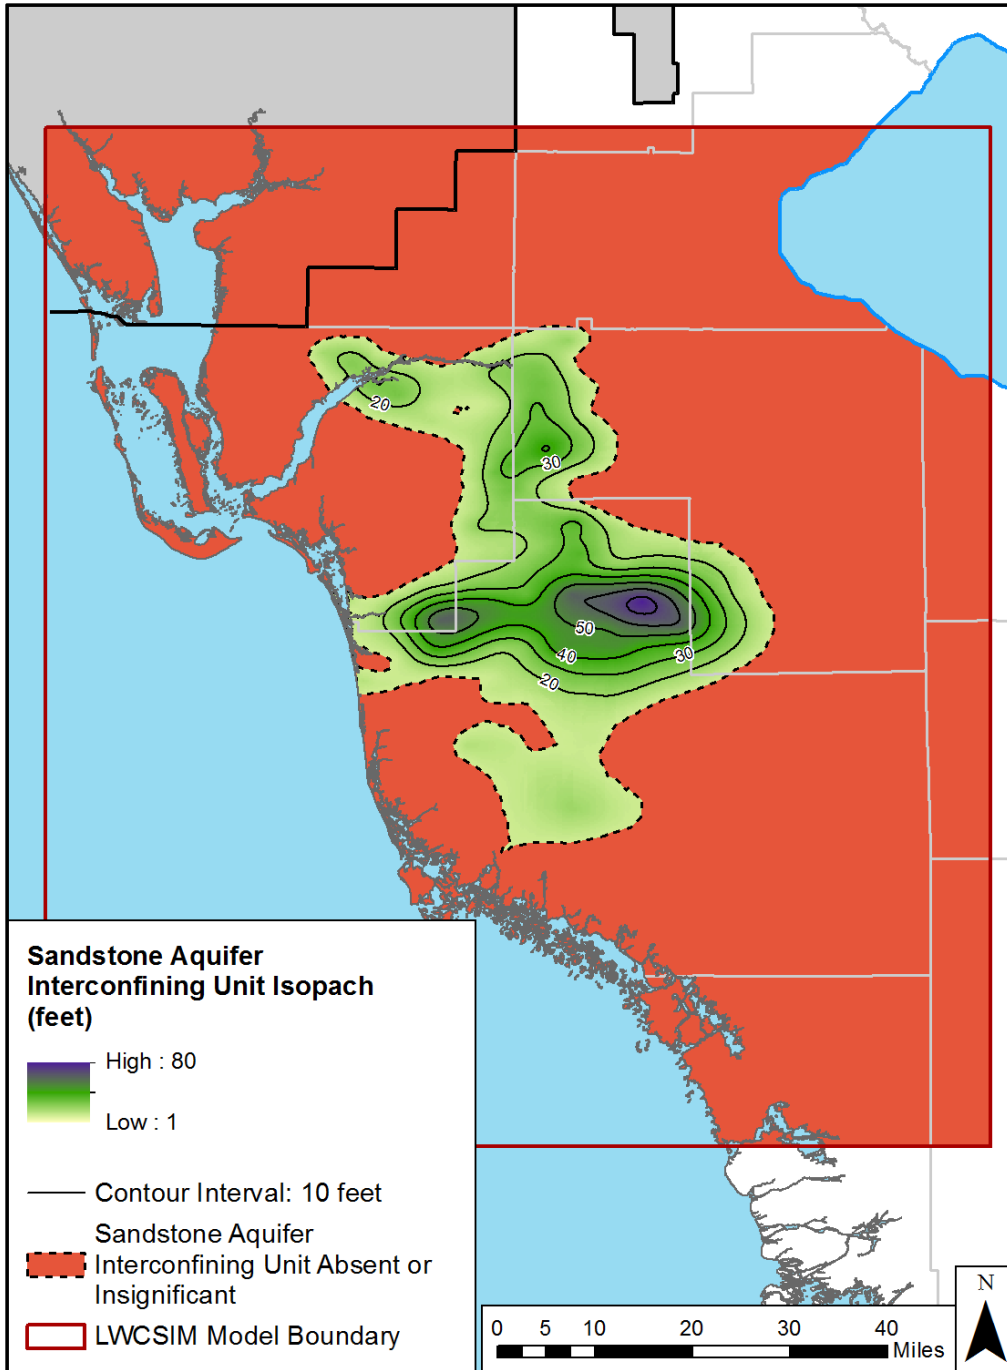 20
30
50
40
30
20
Sandstone Aquifer
Interconfining Unit Isopach
(feet)
High : 80
Low : 1
Contour Interval: 10 feet
Sandstone Aquifer
Interconfining Unit Absent or
Insignificant
LWCSIM Model Boundary
N
0 5 10 20 30 40
Miles